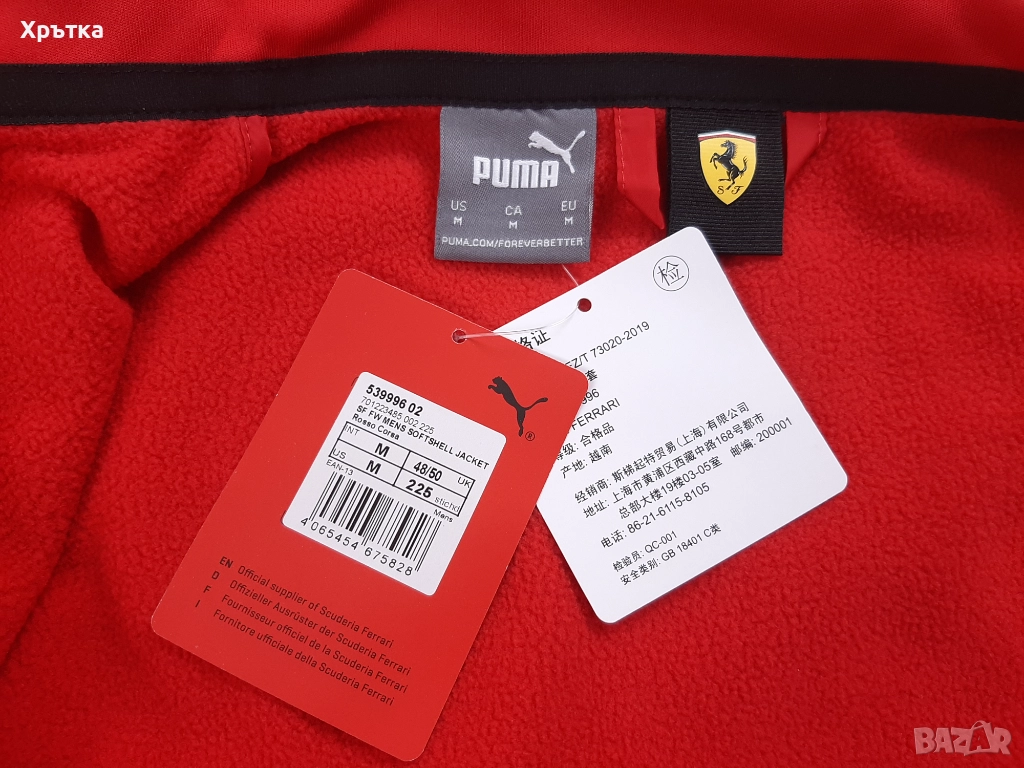 Хрътка
PUMA
US CA EU
M M M
PUMA.COM/FOREVERBETTER
S F
539996 02
701223485 002 225
SF FW MENS SOFTSHELL JACKET
Rosso Corsa
INT M 48/50 UK
US M 225 stichd
EAN-13 Mens
4 065454 675828
®
EN Official supplier of Scuderia Ferrari
D Offizieller Ausrüster der Scuderia Ferrari
F Fournisseur officiel de la Scuderia Ferrari
I Fornitore ufficiale della Scuderia Ferrari
检
格证
FZ/T 73020-2019
套
996
FERRARI
等级: 合格品
产地: 越南
经销商: 斯梯起特贸易(上海)有限公司
地址: 上海市黄浦区西藏中路168号都市
总部大楼19楼03-05室 邮编: 200001
电话: 86-21-6115-8105
检验员: QC-001
安全类别: GB 18401 C类
BAZAR